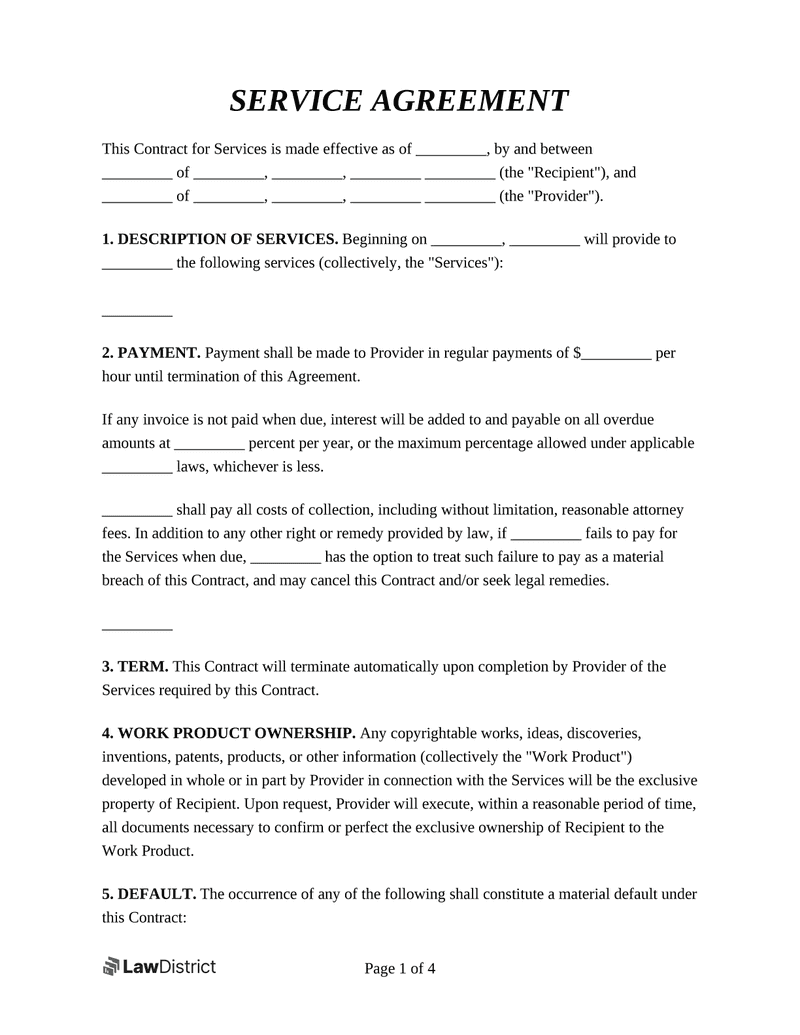 SERVICE AGREEMENT
This Contract for Services is made effective as of _________, by and between
_________ of _________, _________, _________ _________ (the "Recipient"), and
_________ of _________, _________, _________ _________ (the "Provider").
1. DESCRIPTION OF SERVICES. Beginning on _________, _________ will provide to
_________ the following services (collectively, the "Services"):
_________
2. PAYMENT. Payment shall be made to Provider in regular payments of $_________ per
hour until termination of this Agreement.
If any invoice is not paid when due, interest will be added to and payable on all overdue
amounts at _________ percent per year, or the maximum percentage allowed under applicable
_________ laws, whichever is less.
_________ shall pay all costs of collection, including without limitation, reasonable attorney
fees. In addition to any other right or remedy provided by law, if _________ fails to pay for
the Services when due, _________ has the option to treat such failure to pay as a material
breach of this Contract, and may cancel this Contract and/or seek legal remedies.
_________
3. TERM. This Contract will terminate automatically upon completion by Provider of the
Services required by this Contract.
4. WORK PRODUCT OWNERSHIP. Any copyrightable works, ideas, discoveries,
inventions, patents, products, or other information (collectively the "Work Product")
developed in whole or in part by Provider in connection with the Services will be the exclusive
property of Recipient. Upon request, Provider will execute, within a reasonable period of time,
all documents necessary to confirm or perfect the exclusive ownership of Recipient to the
Work Product.
5. DEFAULT. The occurrence of any of the following shall constitute a material default under
this Contract:
LawDistrict
Page 1 of 4